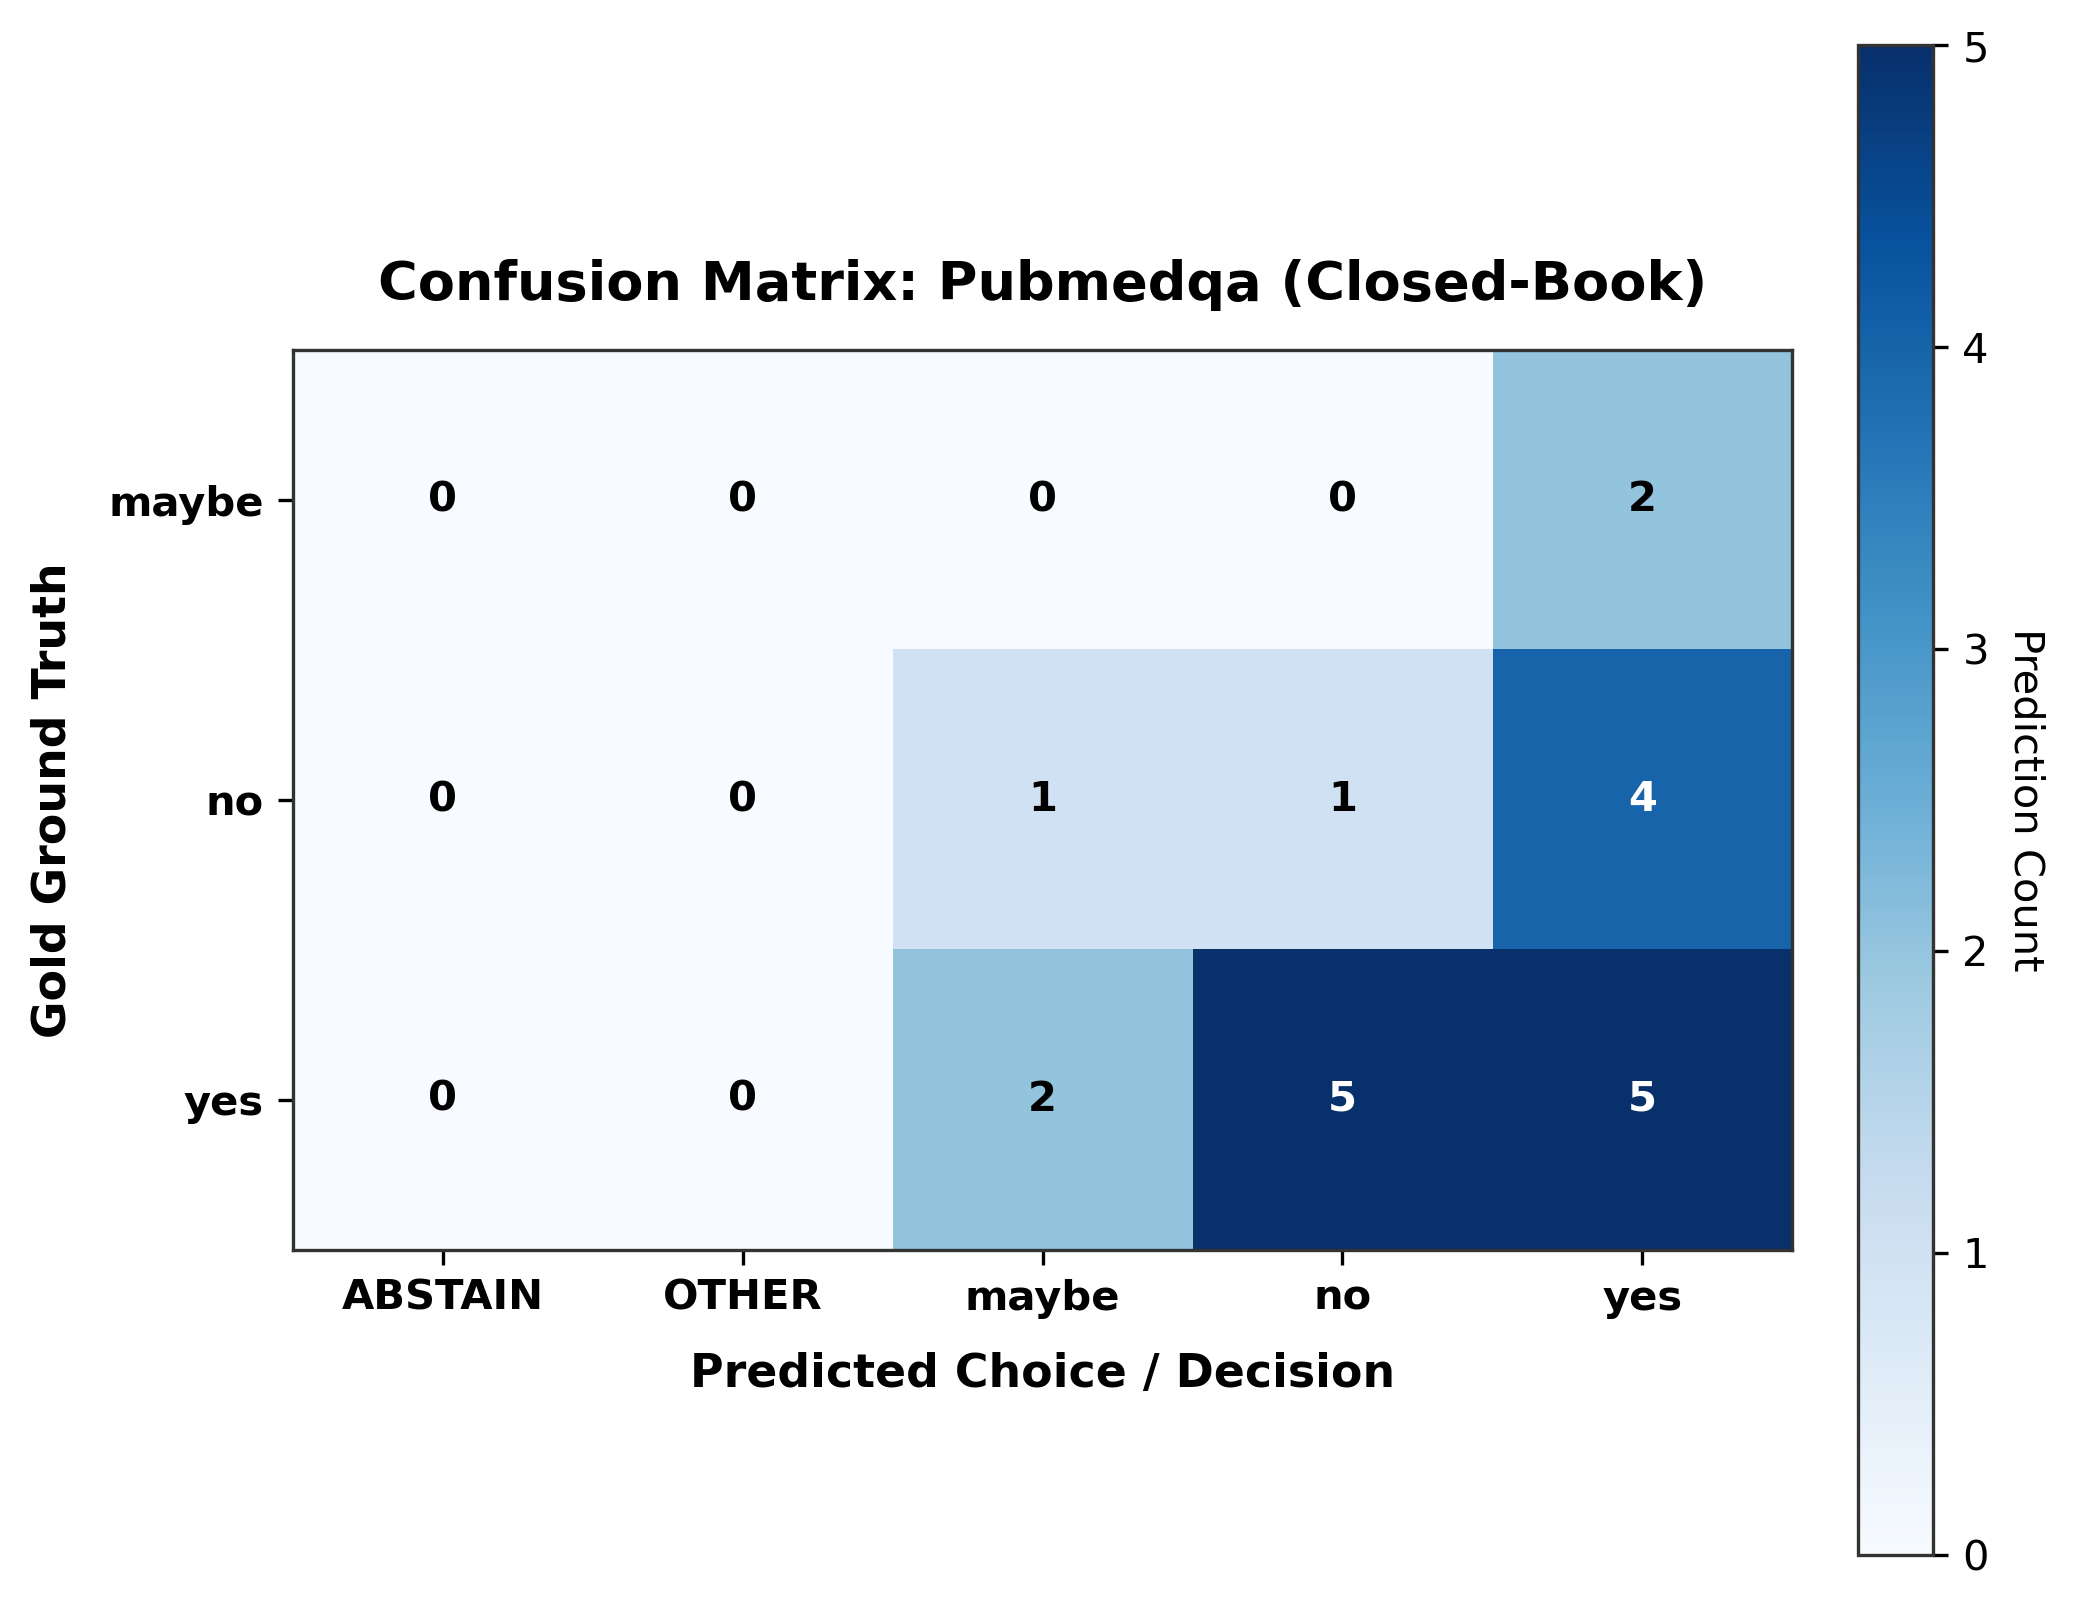 Confusion Matrix: Pubmedqa (Closed-Book)
Gold Ground Truth
maybe 0 0 0 0 2
no 0 0 1 1 4
yes 0 0 2 5 5
ABSTAIN OTHER maybe no yes
Predicted Choice / Decision
5
4
3
2
1
0
Prediction Count